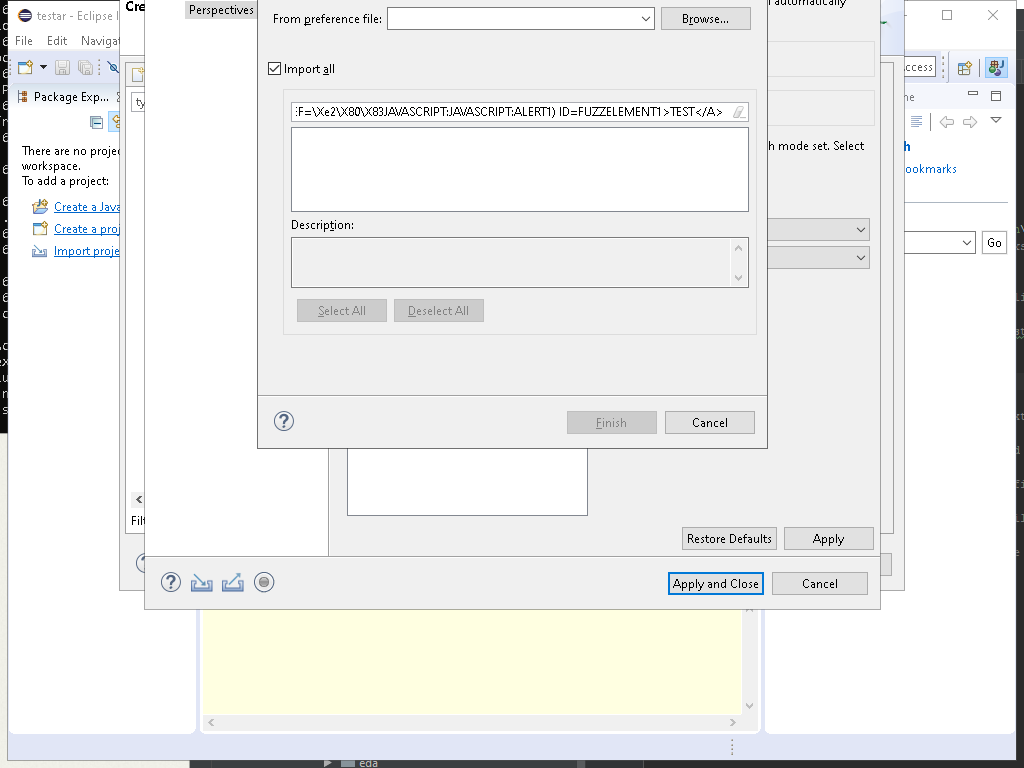 testar - Eclipse I
Cre
Perspectives
automatically
From preference file:
Browse...
File Edit Navigat
Import all
ccess
Package Exp...
ne
ty
:F=\Xe2\X80\X83JAVASCRIPT:JAVASCRIPT:ALERT1) ID=FUZZELEMENT1>TEST</A>
There are no projec
workspace.
To add a project:
h mode set. Select
h
ookmarks
Create a Java
Create a proj
Import proje
Description:
Go
Select All
Deselect All
Finish
Cancel
Filt
Restore Defaults
Apply
Apply and Close
Cancel
eda